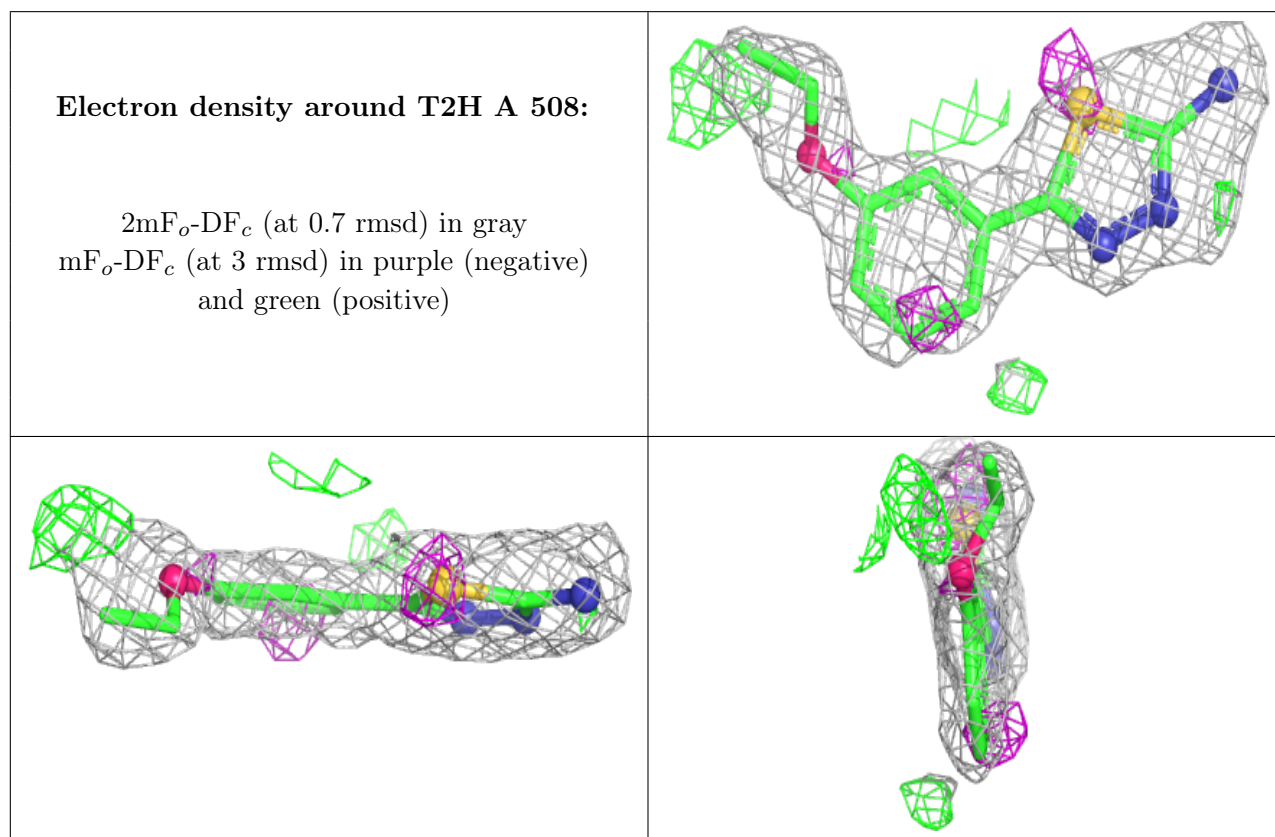 Electron density around T2H A 508:
2mFo-DFc (at 0.7 rmsd) in gray
mFo-DFc (at 3 rmsd) in purple (negative)
and green (positive)